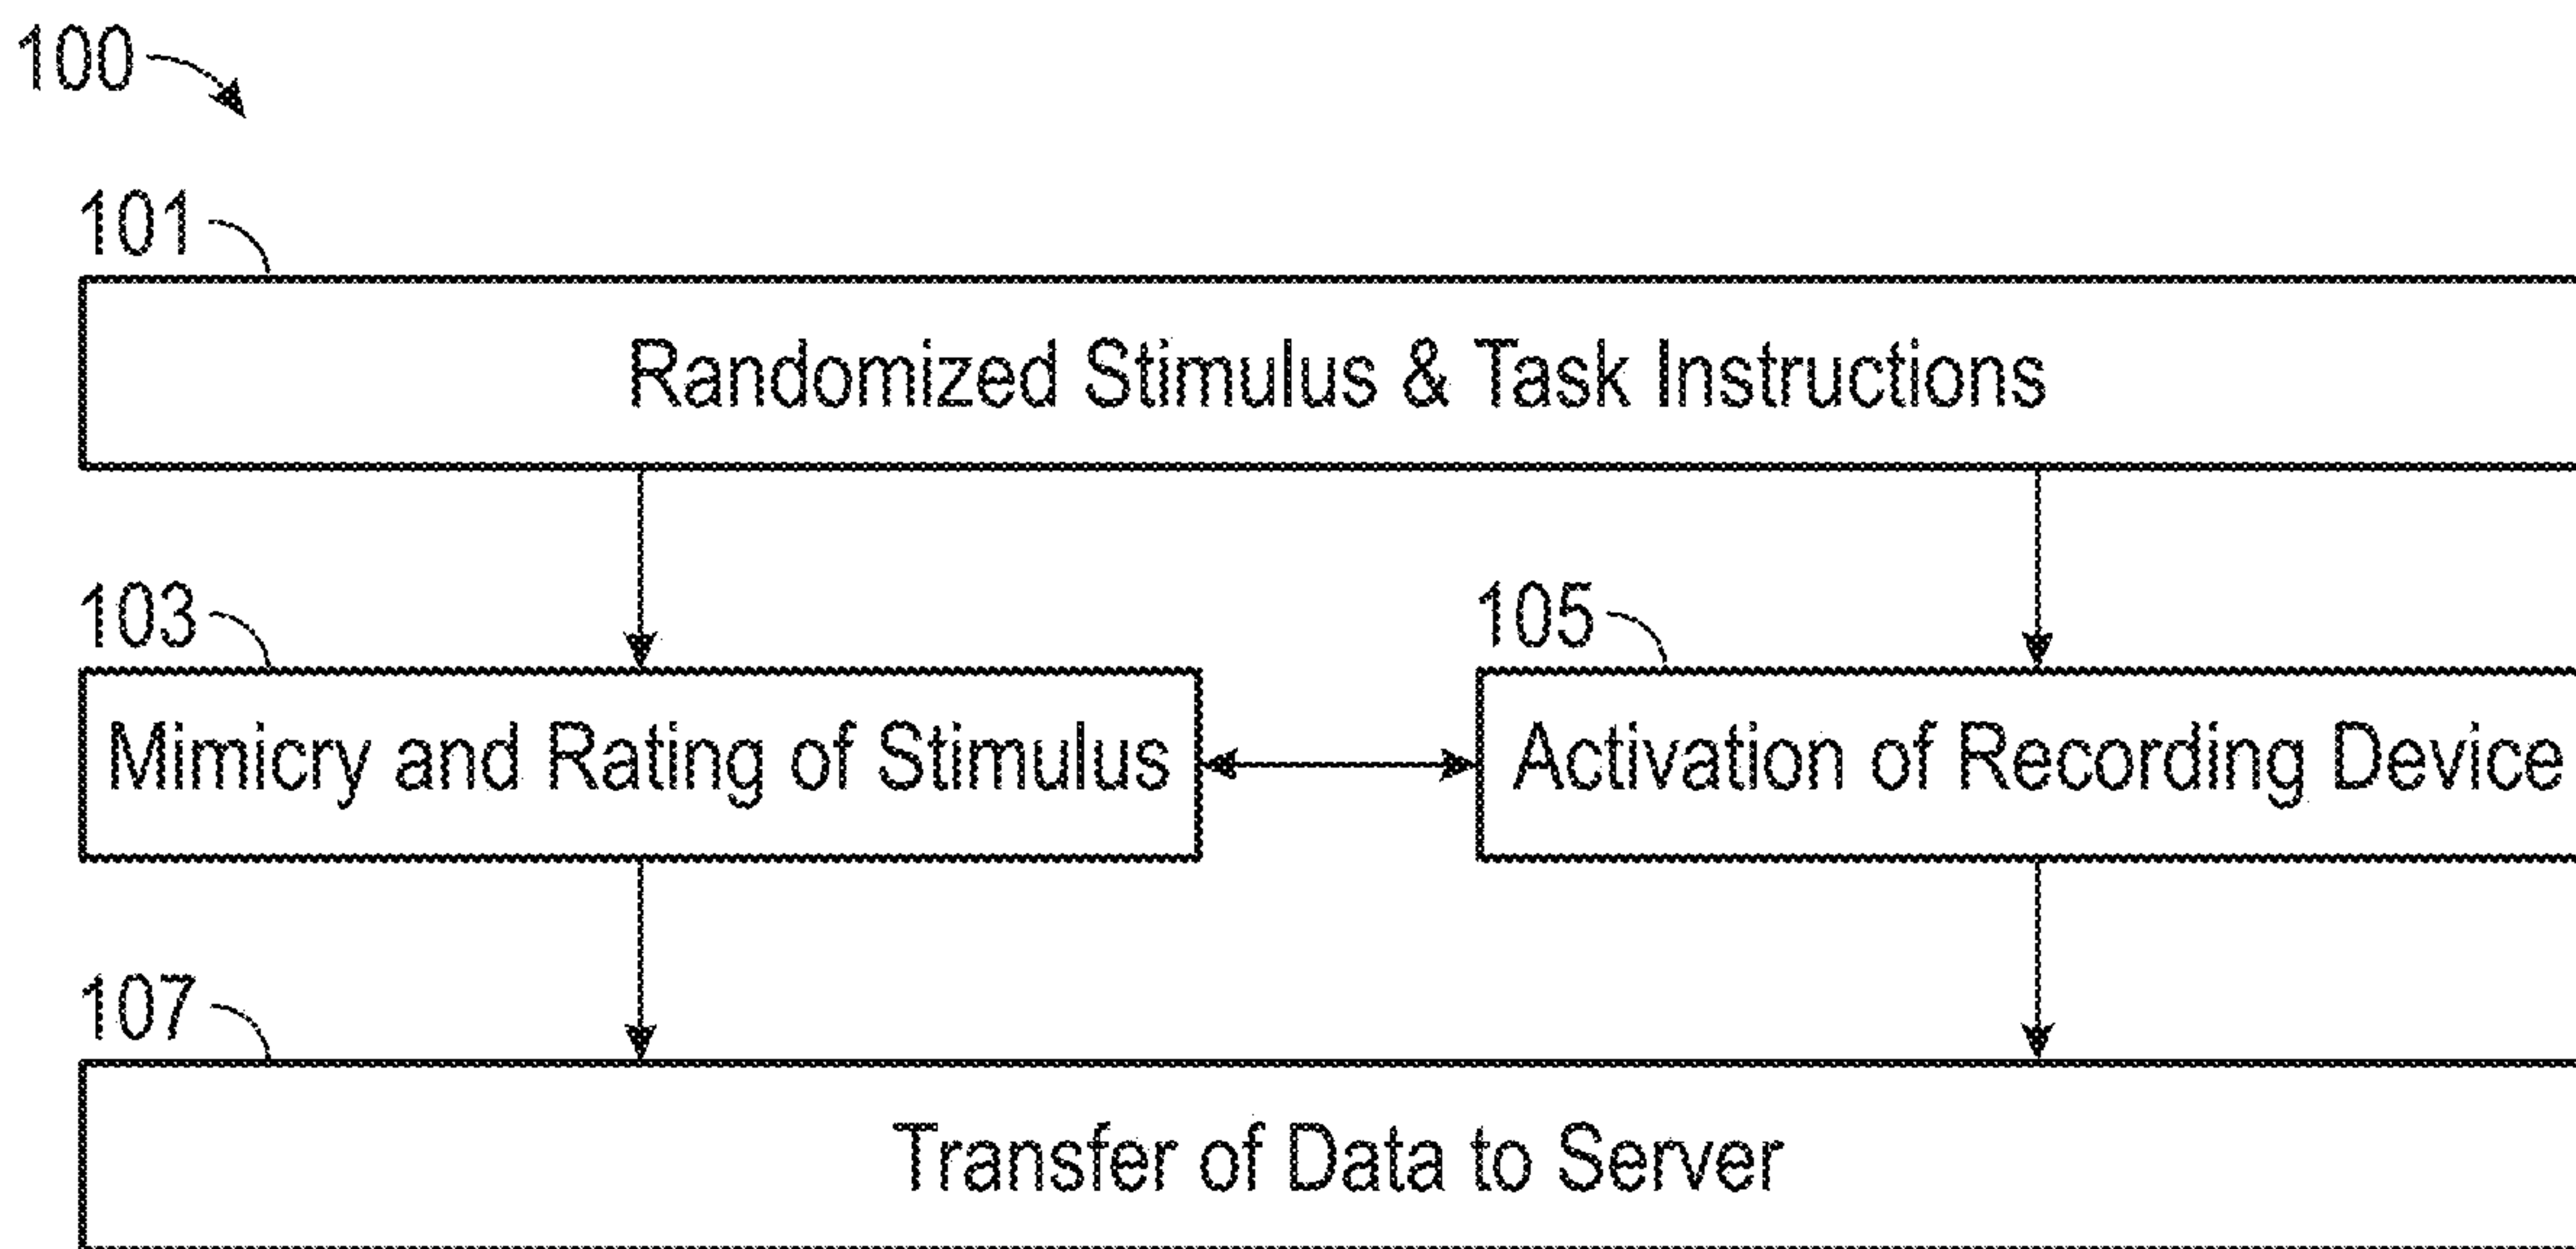 100
101
Randomized Stimulus & Task Instructions
103
105
Mimicry and Rating of Stimulus
Activation of Recording Device
107
Transfer of Data to Server